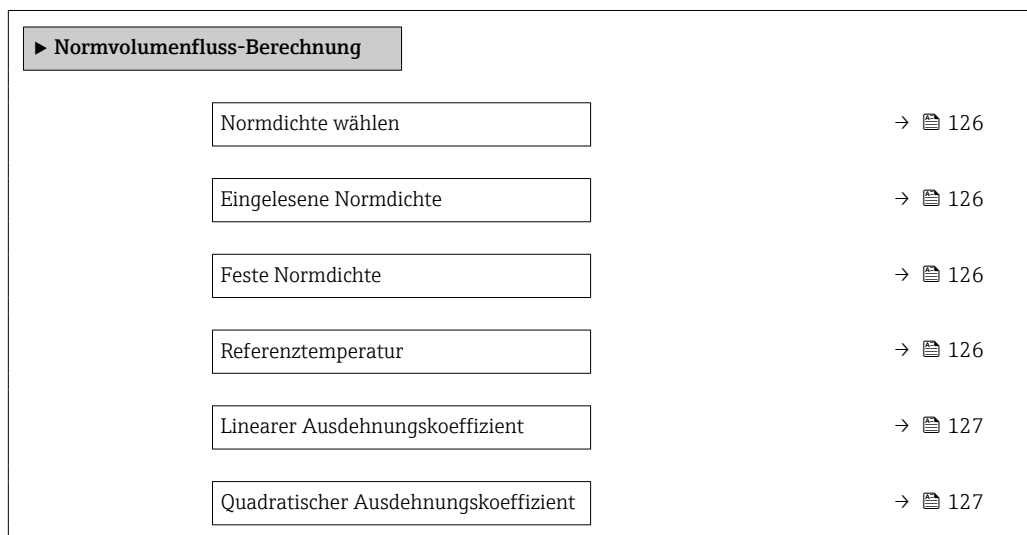 ▶ Normvolumenfluss-Berechnung
Normdichte wählen → 126
Eingelesene Normdichte → 126
Feste Normdichte → 126
Referenztemperatur → 126
Linearer Ausdehnungskoeffizient → 127
Quadratischer Ausdehnungskoeffizient → 127